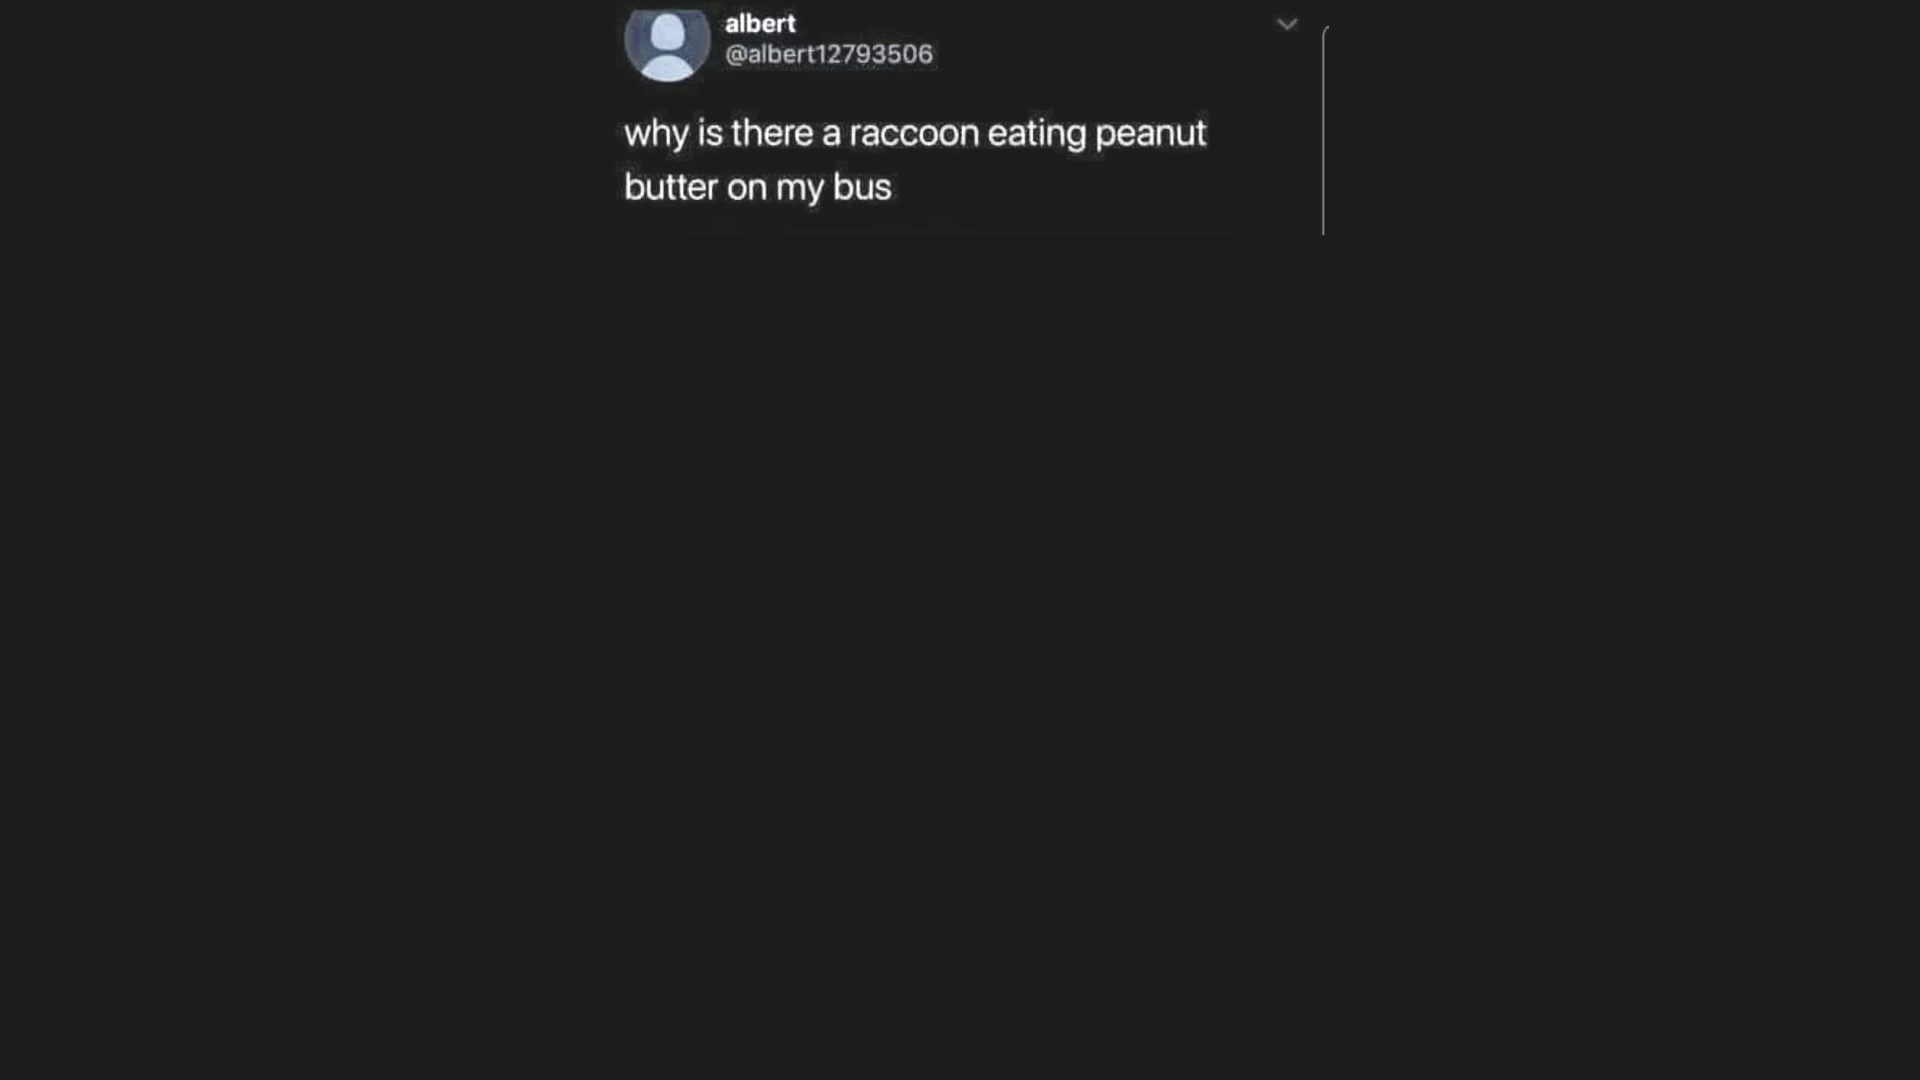 albert
@albert12793506
why is there a raccoon eating peanut
butter on my bus